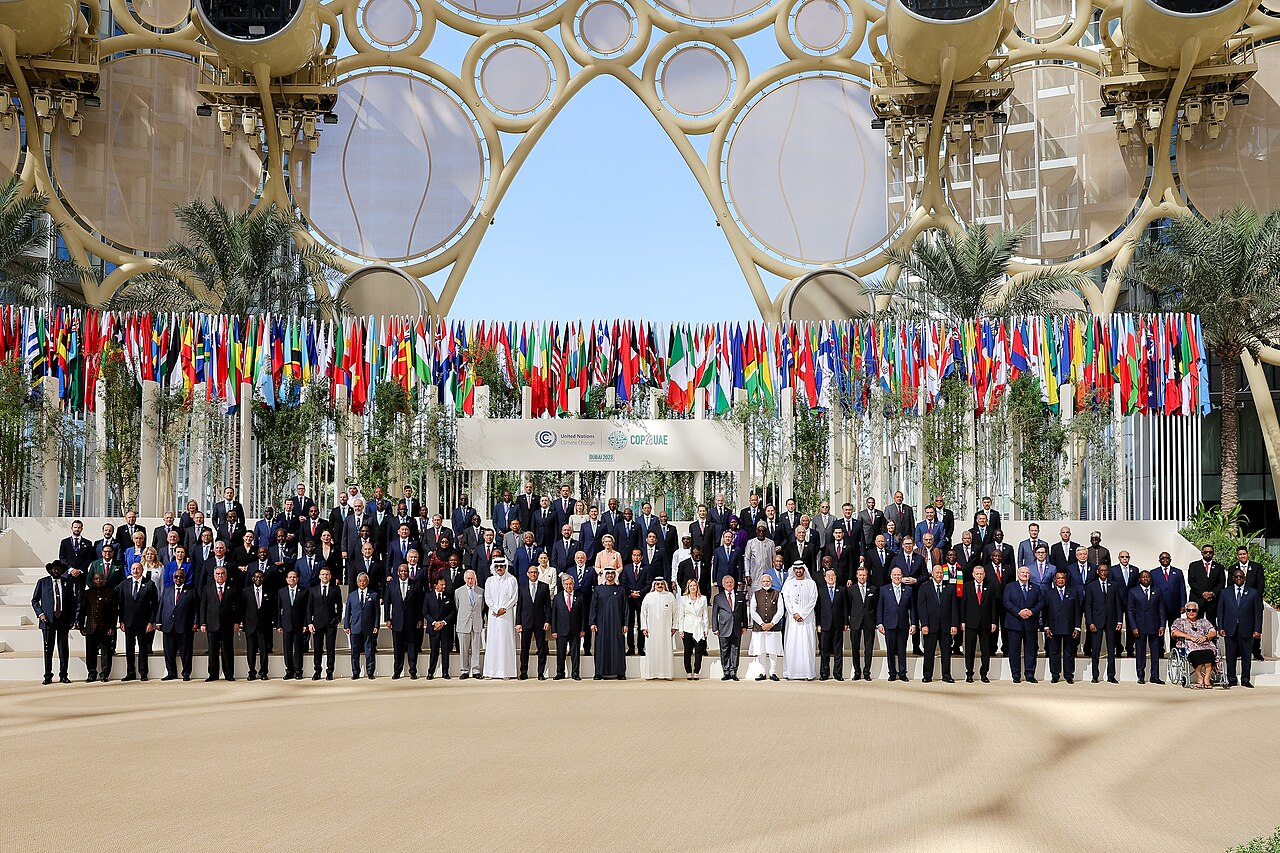 United Nations
Climate Change
COP28UAE
DUBAI 2023